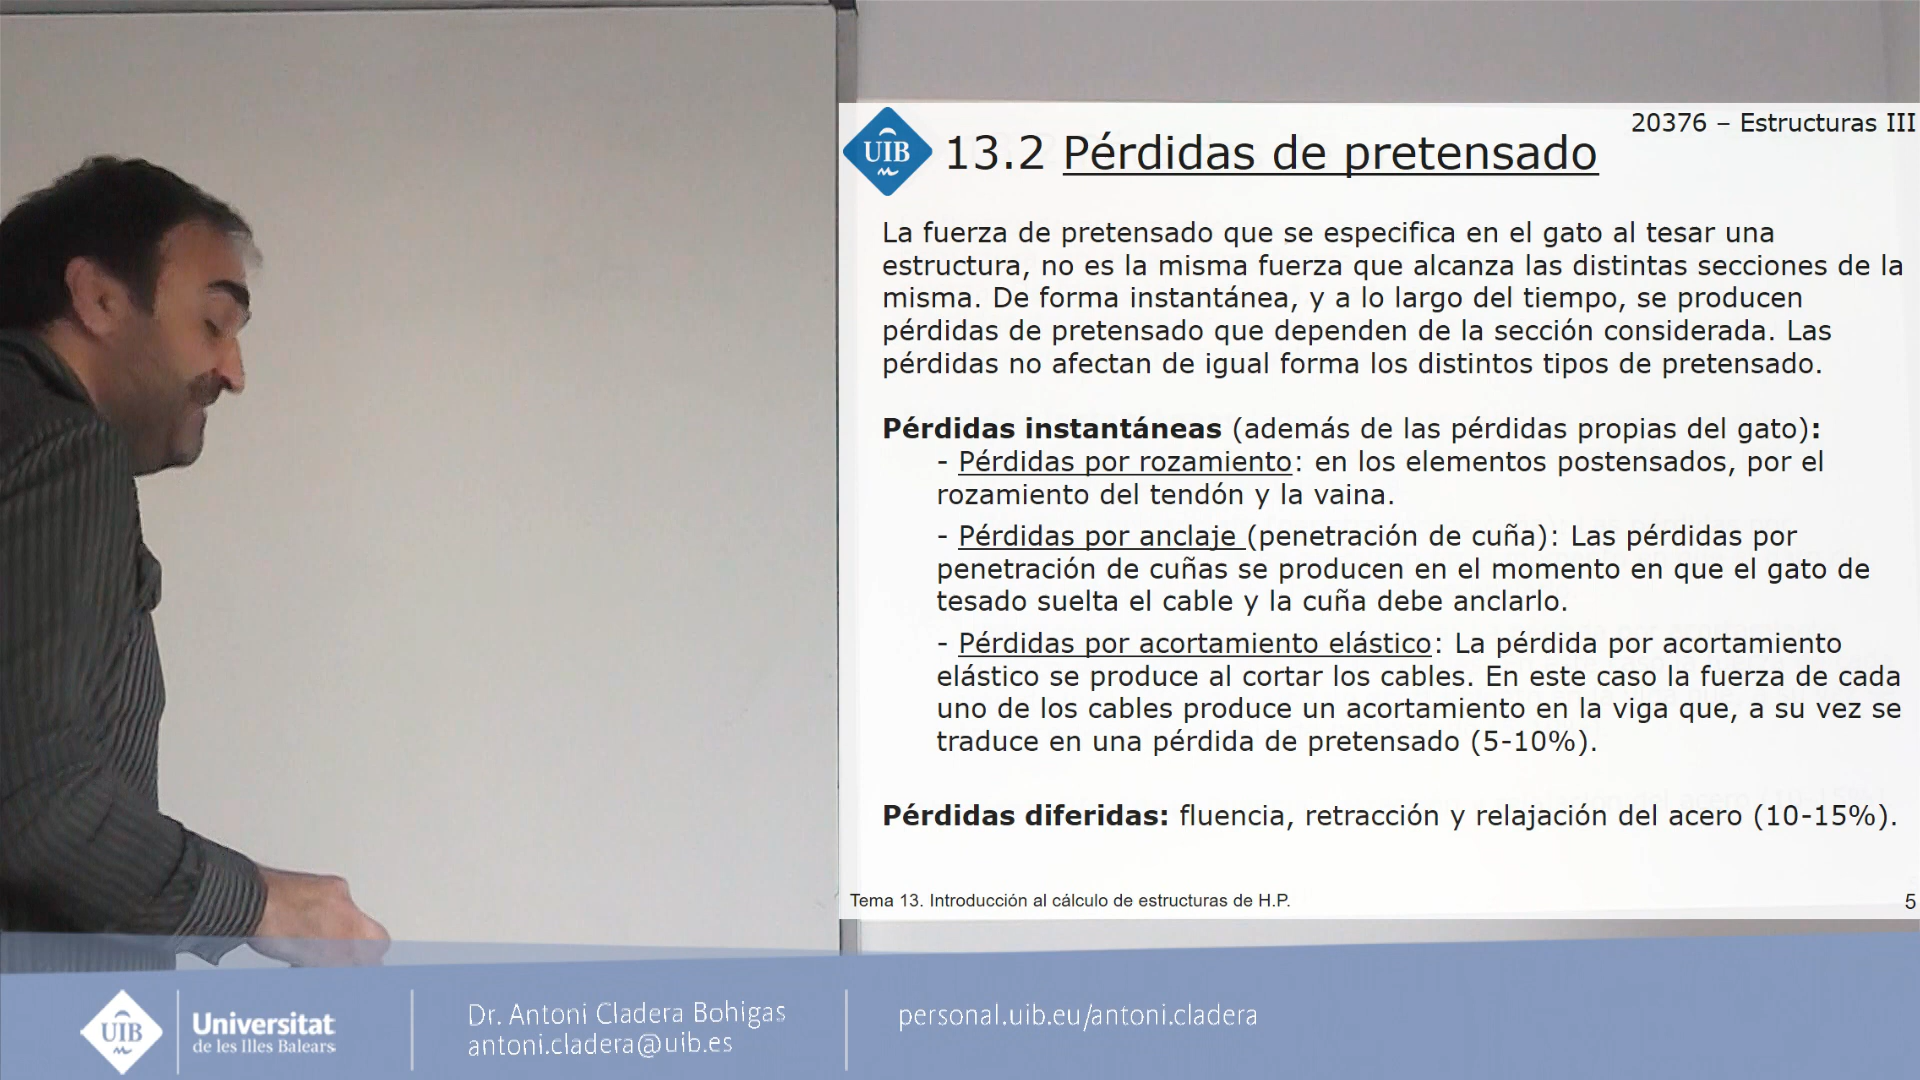 20376 – Estructuras III
UIB
13.2 Pérdidas de pretensado
La fuerza de pretensado que se especifica en el gato al tesar una
estructura, no es la misma fuerza que alcanza las distintas secciones de la
misma. De forma instantánea, y a lo largo del tiempo, se producen
pérdidas de pretensado que dependen de la sección considerada. Las
pérdidas no afectan de igual forma los distintos tipos de pretensado.
Pérdidas instantáneas (además de las pérdidas propias del gato):
- Pérdidas por rozamiento: en los elementos postensados, por el
rozamiento del tendón y la vaina.
- Pérdidas por anclaje (penetración de cuña): Las pérdidas por
penetración de cuñas se producen en el momento en que el gato de
tesado suelta el cable y la cuña debe anclarlo.
- Pérdidas por acortamiento elástico: La pérdida por acortamiento
elástico se produce al cortar los cables. En este caso la fuerza de cada
uno de los cables produce un acortamiento en la viga que, a su vez se
traduce en una pérdida de pretensado (5-10%).
Pérdidas diferidas: fluencia, retracción y relajación del acero (10-15%).
Tema 13. Introducción al cálculo de estructuras de H.P.
5
UIB
Universitat
de les Illes Balears
Dr. Antoni Cladera Bohigas
antoni.cladera@uib.es
personal.uib.eu/antoni.cladera